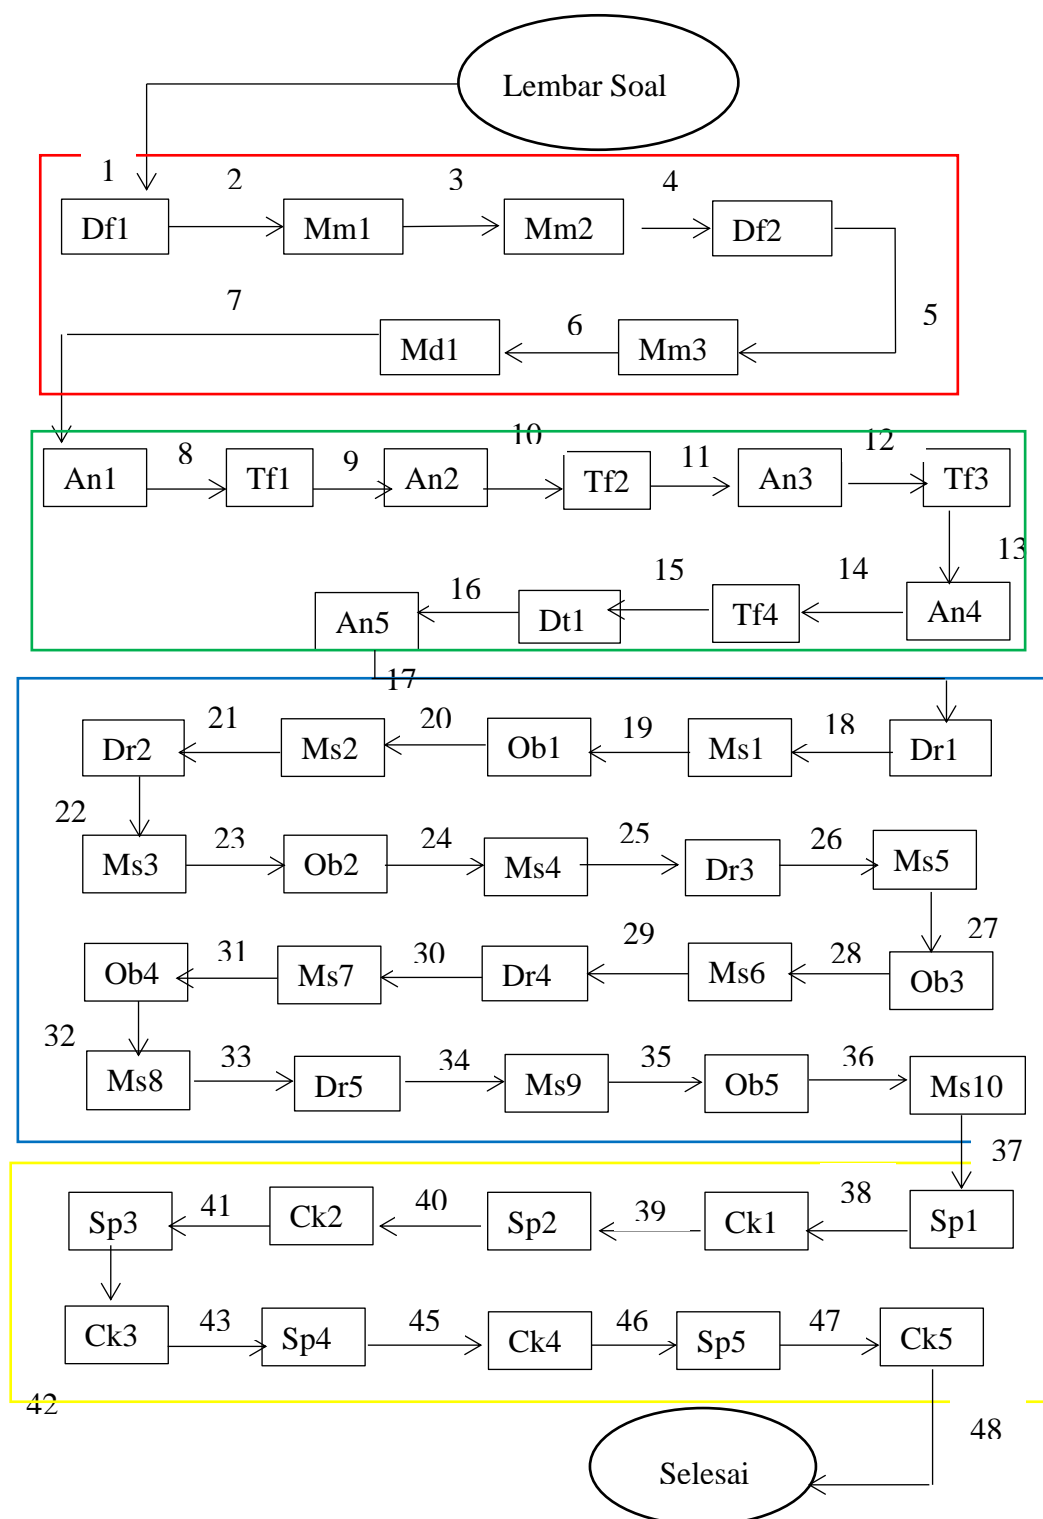 Lembar Soal
1 2 3 4
Df1 Mm1 Mm2 Df2
7 6 5
Md1 Mm3
8 9 10 11 12
An1 Tf1 An2 Tf2 An3 Tf3
13
16 15 14
An5 Dt1 Tf4 An4
17
21 20 19 18
Dr2 Ms2 Ob1 Ms1 Dr1
22 23 24 25 26
Ms3 Ob2 Ms4 Dr3 Ms5
27
31 30 29 28
Ob4 Ms7 Dr4 Ms6 Ob3
32 33 34 35 36
Ms8 Dr5 Ms9 Ob5 Ms10
37
41 40 39 38
Sp3 Ck2 Sp2 Ck1 Sp1
43 45 46 47
Ck3 Sp4 Ck4 Sp5 Ck5
42
48
Selesai